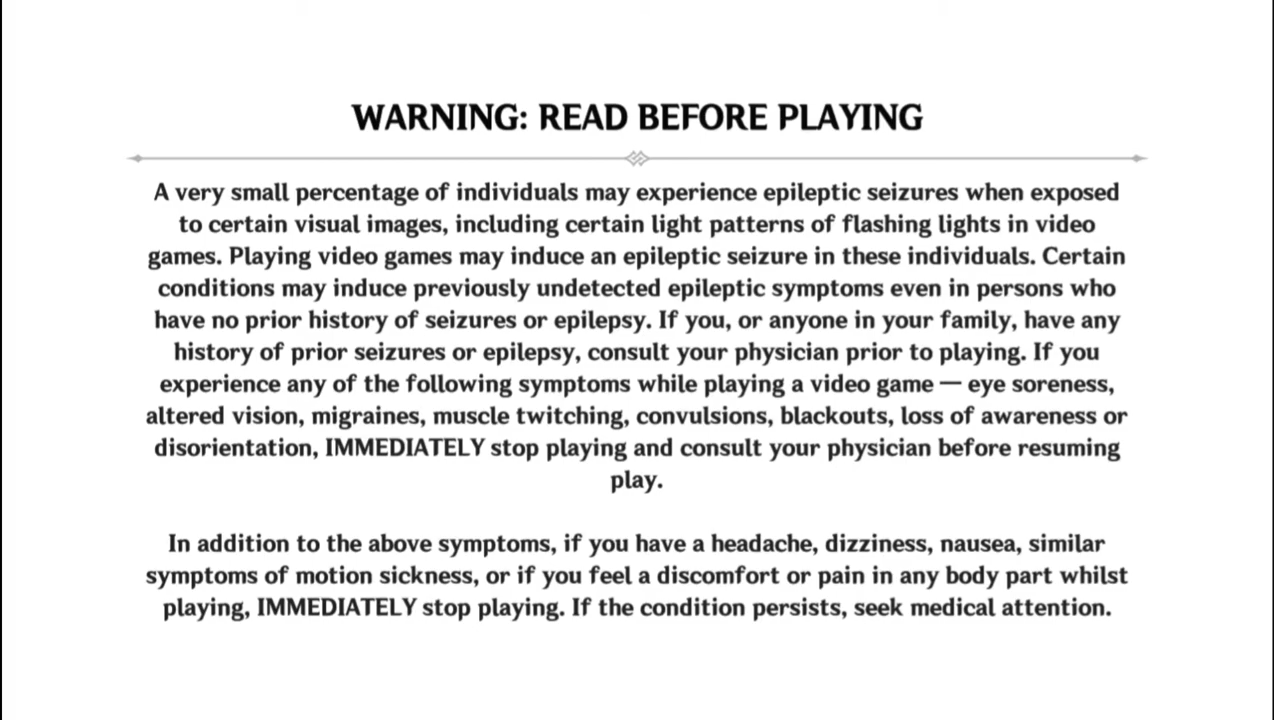 WARNING: READ BEFORE PLAYING
A very small percentage of individuals may experience epileptic seizures when exposed
to certain visual images, including certain light patterns of flashing lights in video
games. Playing video games may induce an epileptic seizure in these individuals. Certain
conditions may induce previously undetected epileptic symptoms even in persons who
have no prior history of seizures or epilepsy. If you, or anyone in your family, have any
history of prior seizures or epilepsy, consult your physician prior to playing. If you
experience any of the following symptoms while playing a video game — eye soreness,
altered vision, migraines, muscle twitching, convulsions, blackouts, loss of awareness or
disorientation, IMMEDIATELY stop playing and consult your physician before resuming
play.
In addition to the above symptoms, if you have a headache, dizziness, nausea, similar
symptoms of motion sickness, or if you feel a discomfort or pain in any body part whilst
playing, IMMEDIATELY stop playing. If the condition persists, seek medical attention.